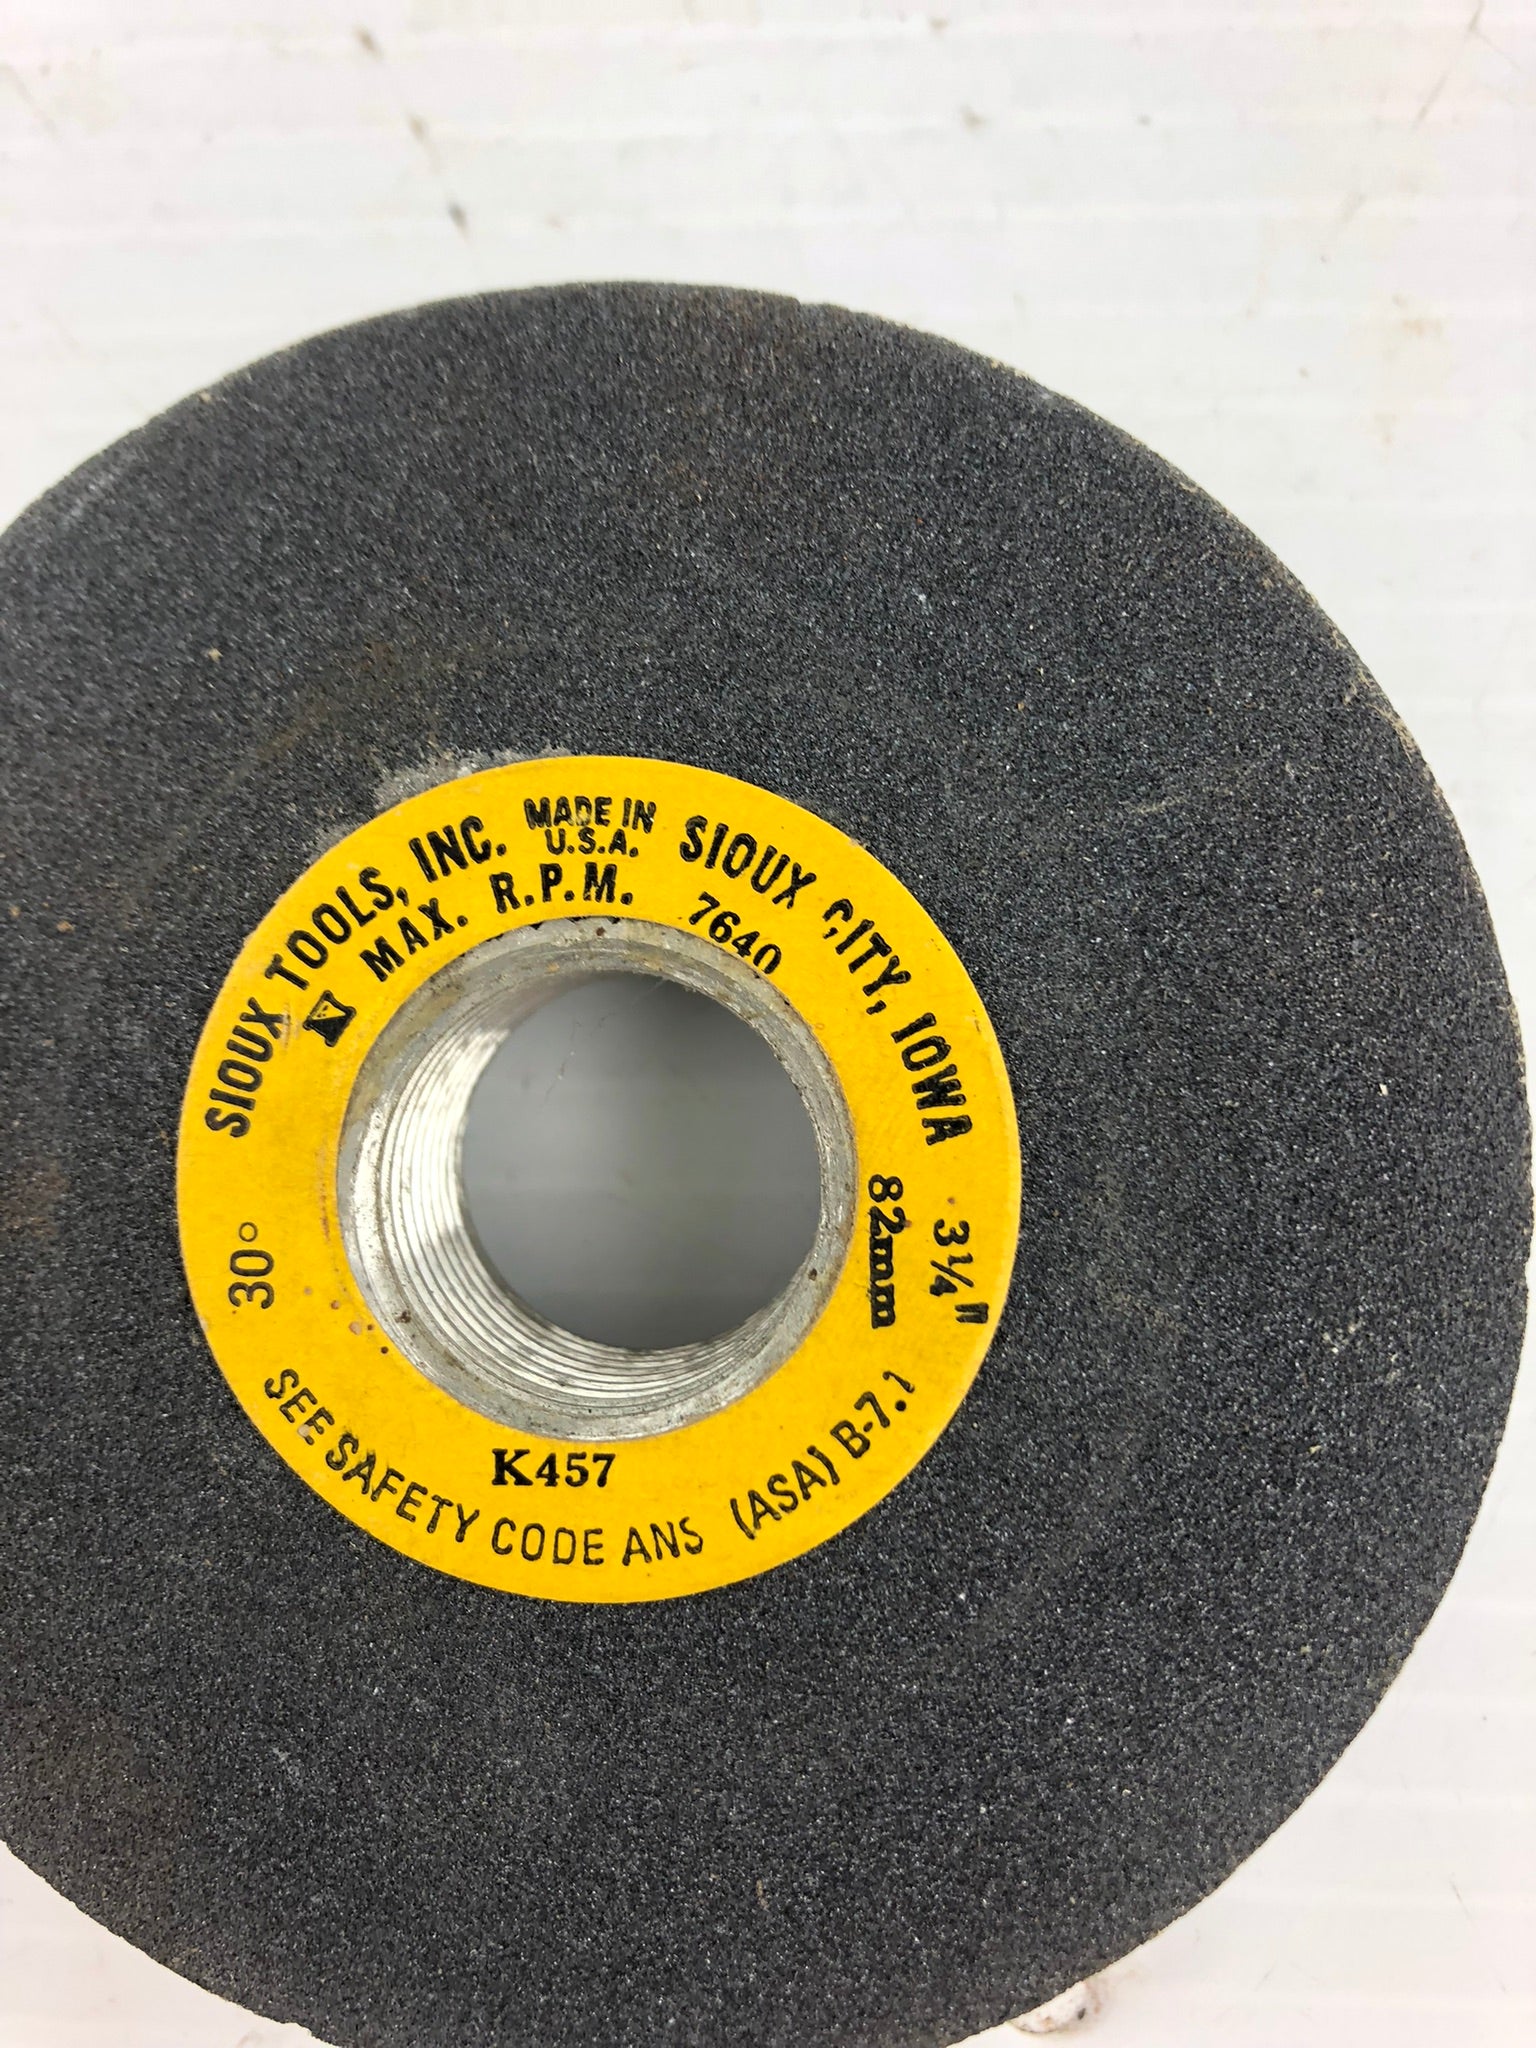 SIOUX TOOLS, INC.
MADE IN
U.S.A.
SIOUX CITY, IOWA
MAX. R.P.M. 7640
3¼"
82mm
30°
K457
SEE SAFETY CODE ANS (ASA) B-7.1